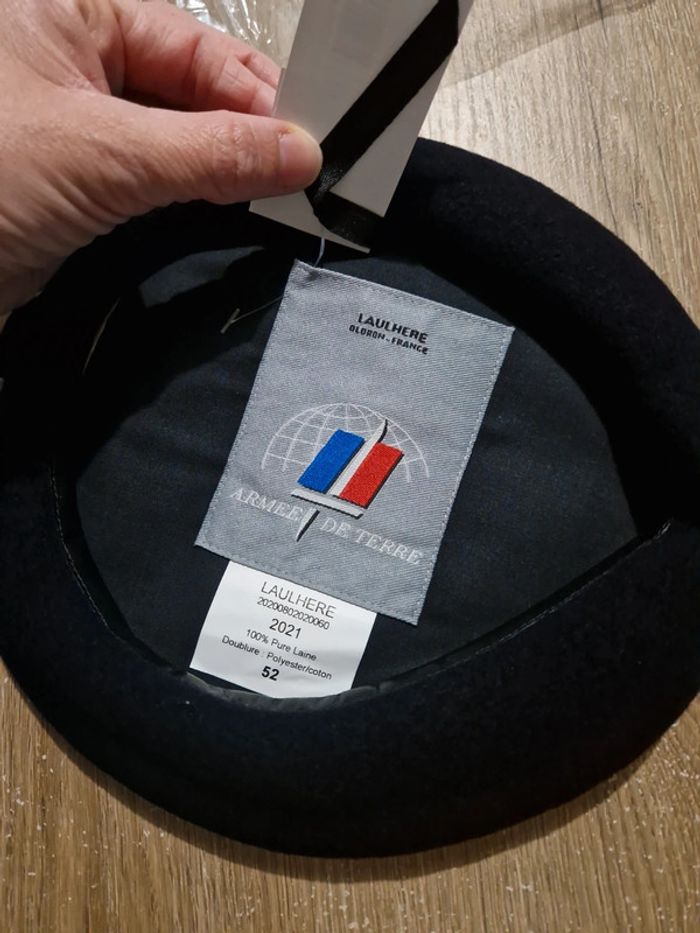 LAULHERE
OLORON - FRANCE
ARMEE DE TERRE
LAULHERE
20200802020060
2021
100% Pure Laine
Doublure : Polyester/coton
52